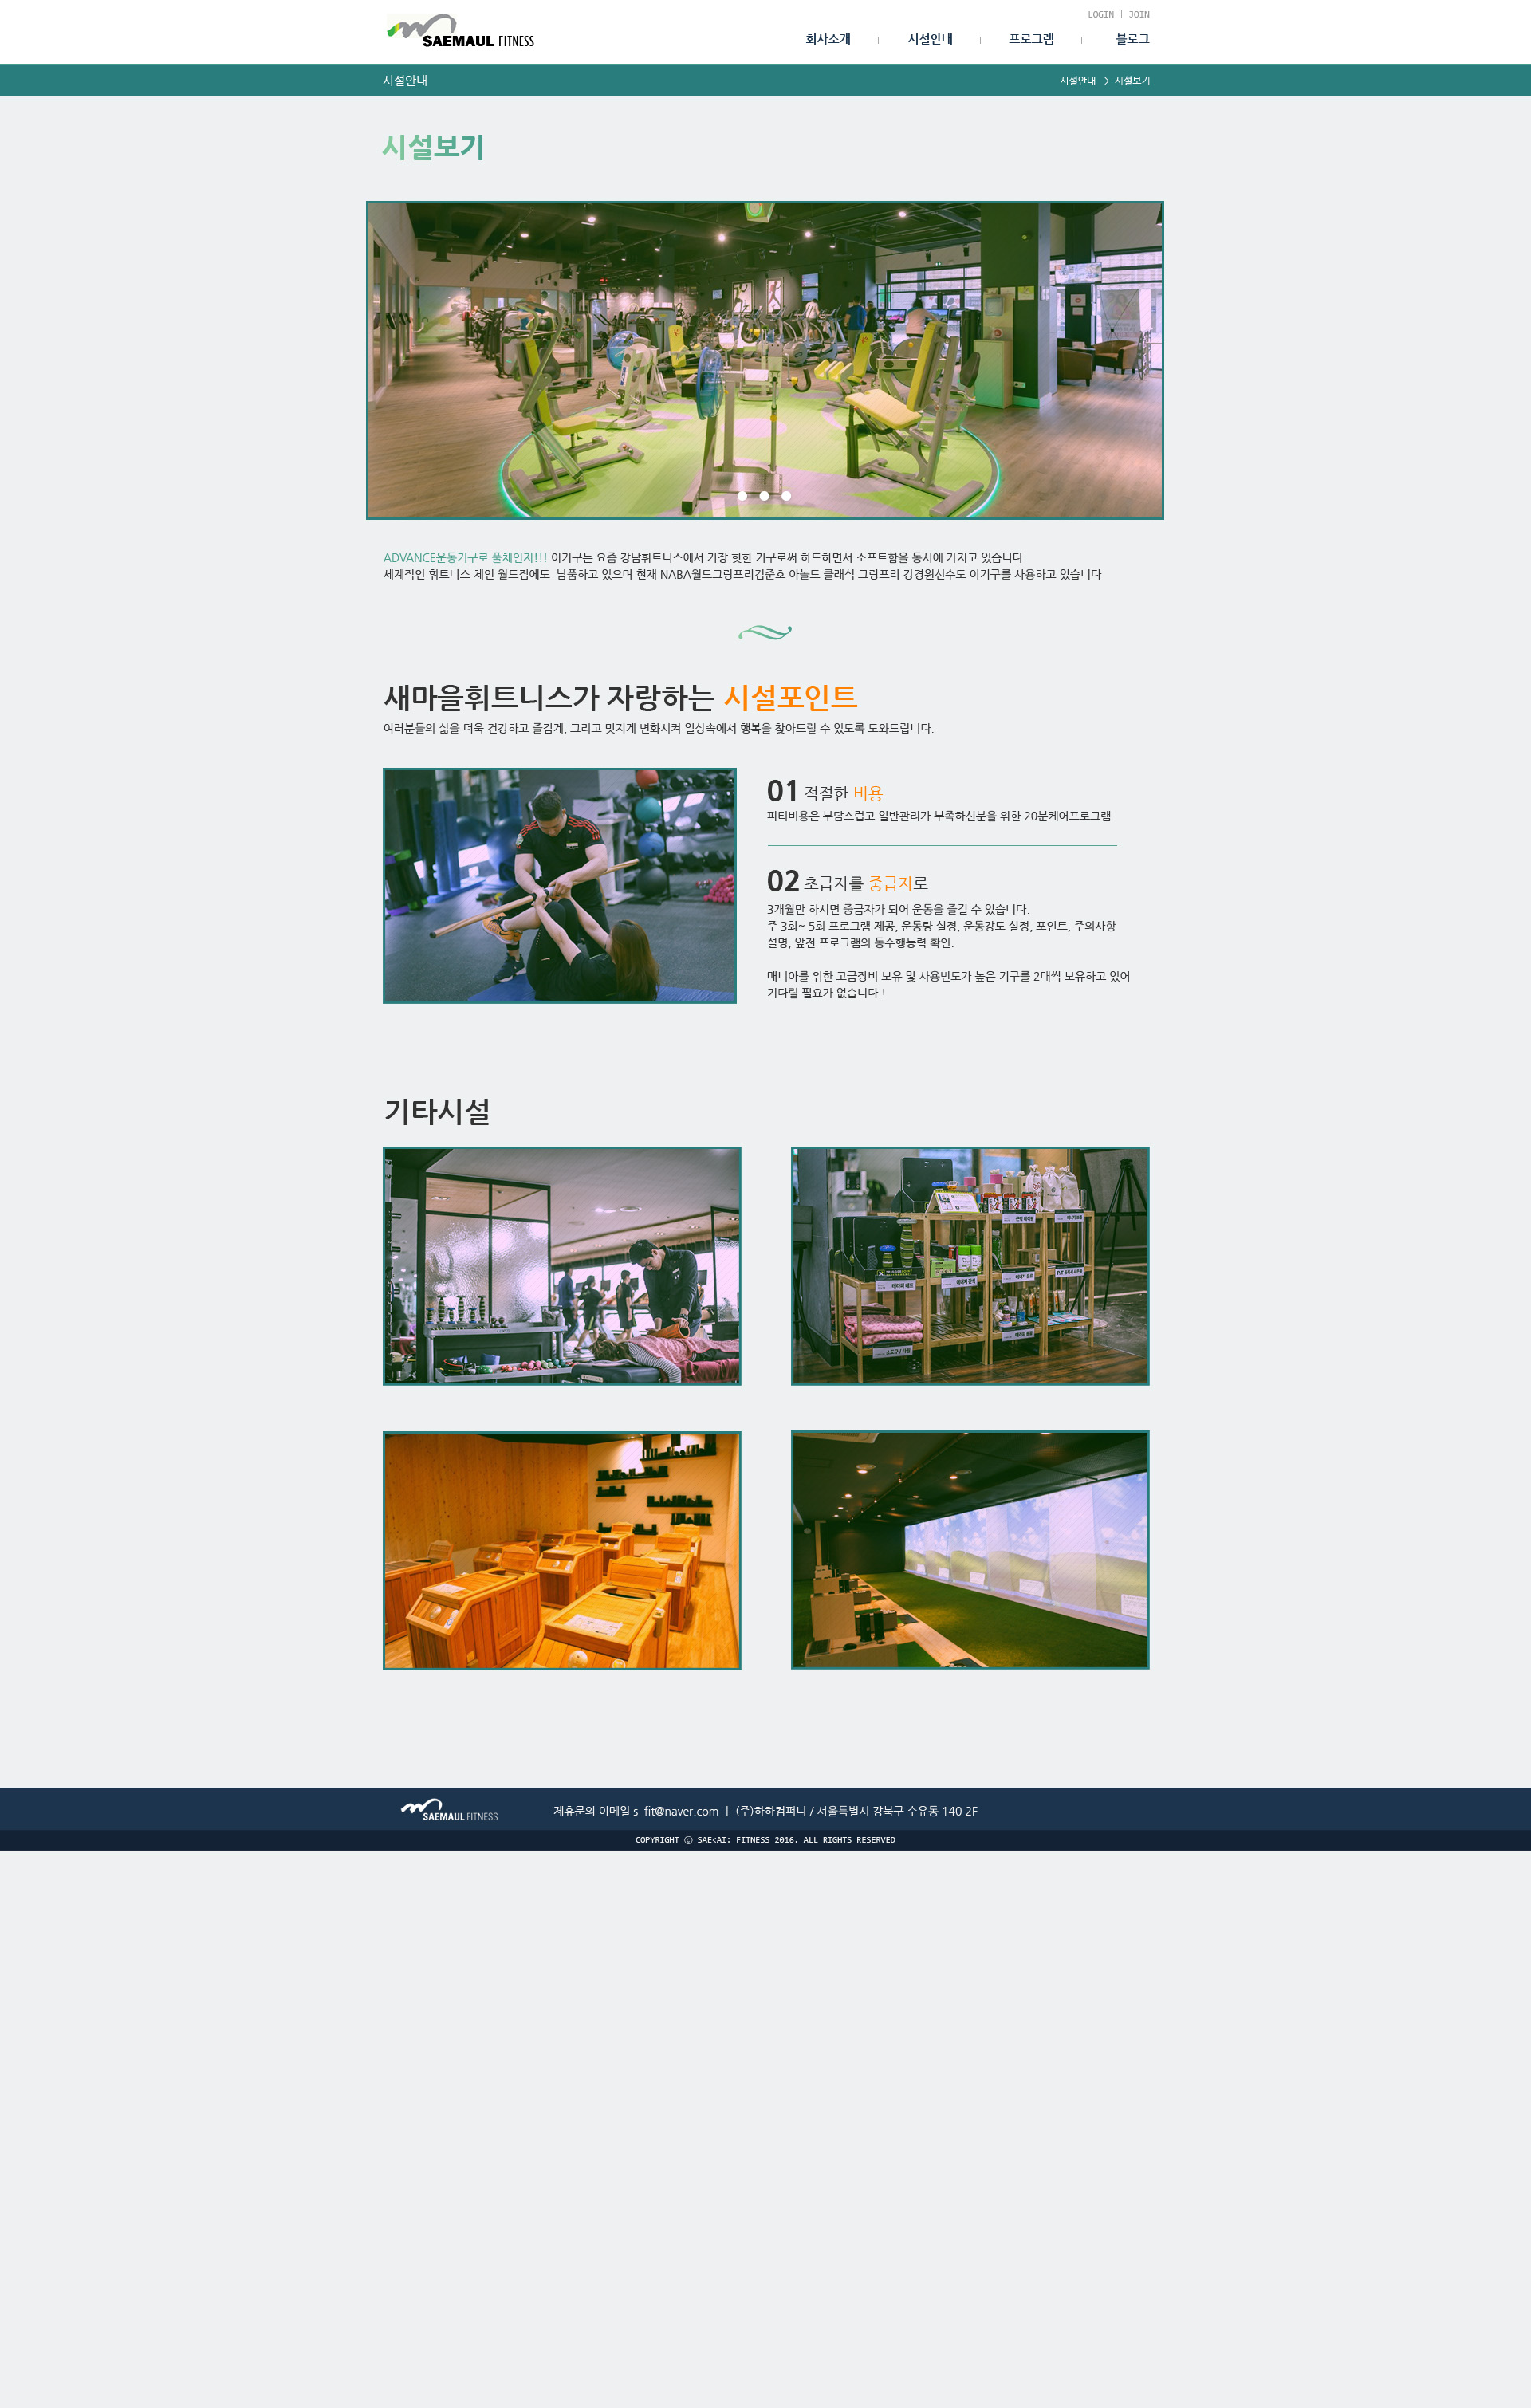 LOGIN | JOIN
SAEMAUL FITNESS
회사소개 | 시설안내 | 프로그램 | 블로그
시설안내
시설안내 > 시설보기
시설보기
ADVANCE운동기구로 풀체인지!!! 이기구는 요즘 강남휘트니스에서 가장 핫한 기구로써 하드하면서 소프트함을 동시에 가지고 있습니다
세계적인 휘트니스 체인 월드짐에도 납품하고 있으며 현재 NABA월드그랑프리김준호 아놀드 클래식 그랑프리 강경원선수도 이기구를 사용하고 있습니다
새마을휘트니스가 자랑하는 시설포인트
여러분들의 삶을 더욱 건강하고 즐겁게, 그리고 멋지게 변화시켜 일상속에서 행복을 찾아드릴 수 있도록 도와드립니다.
01 적절한 비용
피티비용은 부담스럽고 일반관리가 부족하신분을 위한 20분케어프로그램
02 초급자를 중급자로
3개월만 하시면 중급자가 되어 운동을 즐길 수 있습니다.
주 3회~ 5회 프로그램 제공, 운동량 설정, 운동강도 설정, 포인트, 주의사항
설명, 앞전 프로그램의 동수행능력 확인.
매니아를 위한 고급장비 보유 및 사용빈도가 높은 기구를 2대씩 보유하고 있어
기다릴 필요가 없습니다 !
기타시설
SAEMAUL FITNESS
제휴문의 이메일 s_fit@naver.com | (주)하하컴퍼니 / 서울특별시 강북구 수유동 140 2F
COPYRIGHT ⓒ SAE<AI: FITNESS 2016. ALL RIGHTS RESERVED